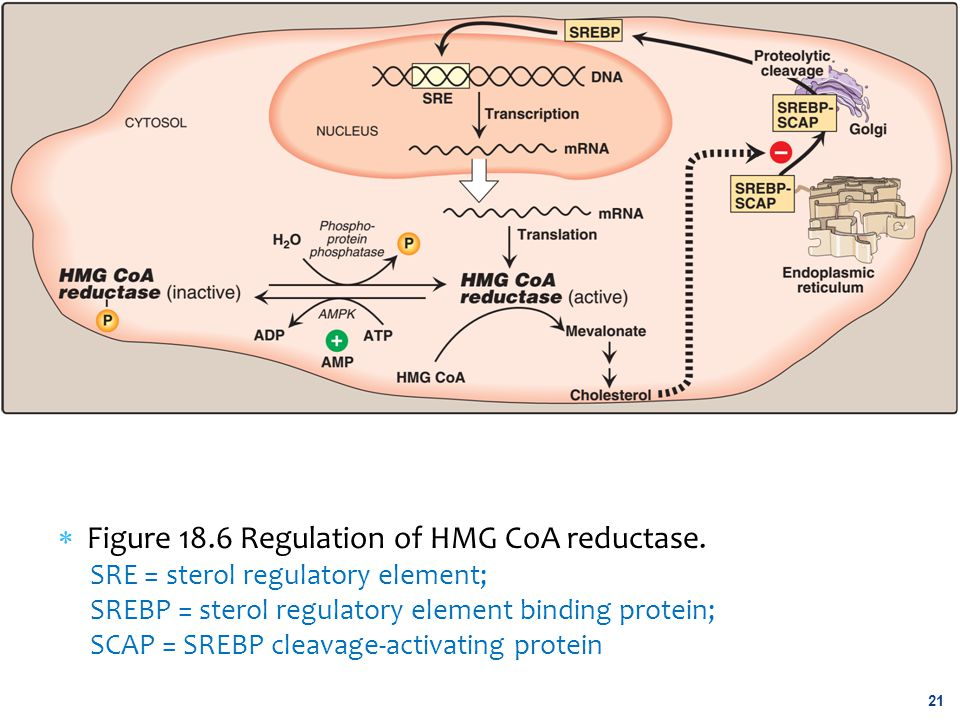 SREBP
Proteolytic
cleavage
DNA
SRE
SREBP-
SCAP
CYTOSOL
NUCLEUS
Transcription
Golgi
mRNA
−
SREBP-
SCAP
mRNA
Phospho-
protein
phosphatase
H₂O
P
Translation
Endoplasmic
reticulum
HMG CoA
reductase (inactive)
P
HMG CoA
reductase (active)
AMPK
ADP
+
ATP
AMP
Mevalonate
HMG CoA
Cholesterol
* Figure 18.6 Regulation of HMG CoA reductase.
SRE = sterol regulatory element;
SREBP = sterol regulatory element binding protein;
SCAP = SREBP cleavage-activating protein
21